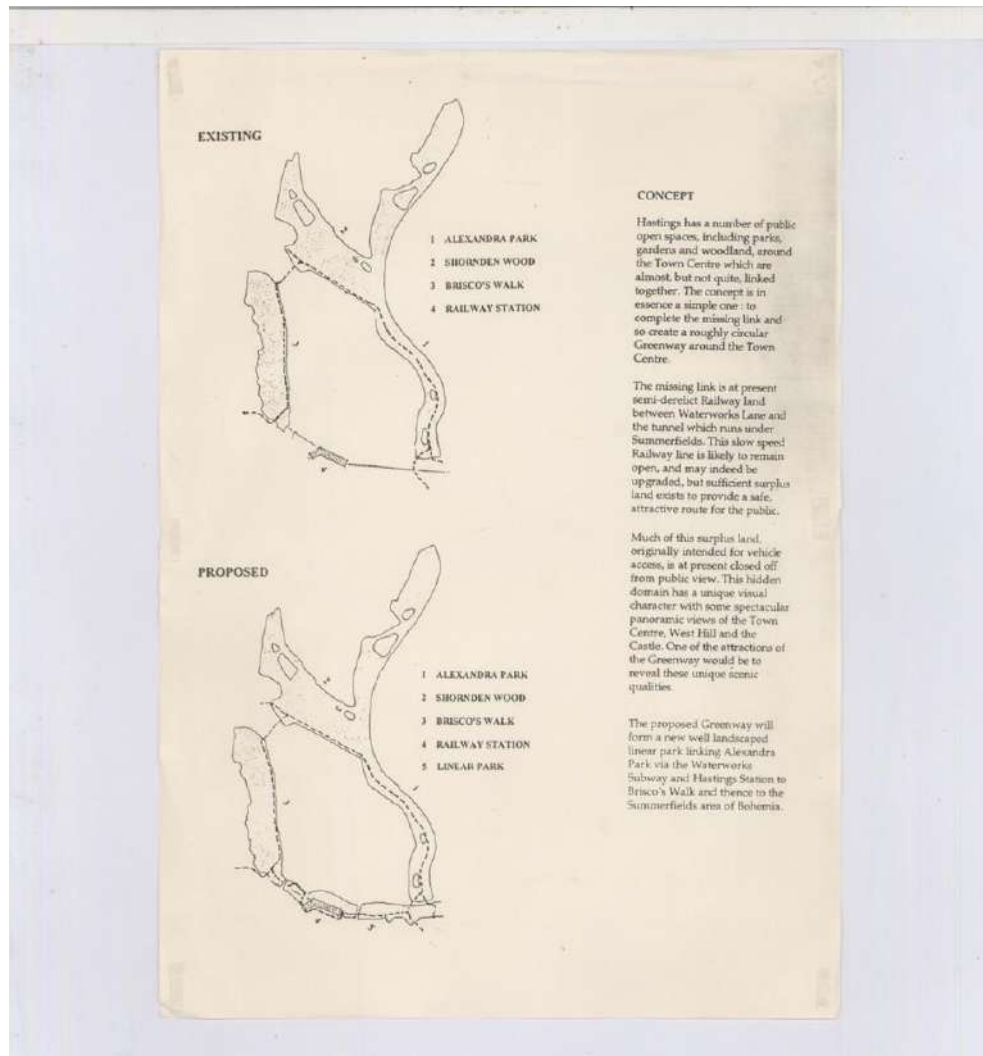 EXISTING
2
1 ALEXANDRA PARK
2 SHORNDEN WOOD
3 BRISCO'S WALK
4 RAILWAY STATION
1
3
4
PROPOSED
2
1 ALEXANDRA PARK
2 SHORNDEN WOOD
3 BRISCO'S WALK
4 RAILWAY STATION
5 LINEAR PARK
1
3
4
5
CONCEPT
Hastings has a number of public
open spaces, including parks,
gardens and woodland, around
the Town Centre which are
almost, but not quite, linked
together. The concept is in
essence a simple one : to
complete the missing link and
so create a roughly circular
Greenway around the Town
Centre.
The missing link is at present
semi-derelict Railway land
between Waterworks Lane and
the tunnel which runs under
Summerfields. This slow speed
Railway line is likely to remain
open, and may indeed be
upgraded, but sufficient surplus
land exists to provide a safe,
attractive route for the public.
Much of this surplus land,
originally intended for vehicle
access, is at present closed off
from public view. This hidden
domain has a unique visual
character with some spectacular
panoramic views of the Town
Centre, West Hill and the
Castle. One of the attractions of
the Greenway would be to
reveal these unique scenic
qualities.
The proposed Greenway will
form a new well landscaped
linear park linking Alexandra
Park via the Waterworks
Subway and Hastings Station to
Brisco's Walk and thence to the
Summerfields area of Bohemia.